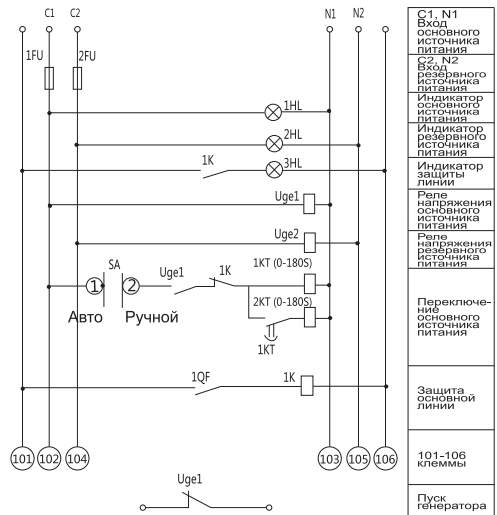 C1 C2 N1 N2
1FU 2FU
1HL
2HL
1K 3HL
Uge1
Uge2
SA Uge1 1K 1KT (0-180S)
1 2
2KT (0-180S)
Авто Ручной
1KT
1QF 1K
101 102 104 103 105 106
Uge1
C1, N1
Вход
основного
источника
питания
C2, N2
Вход
резервного
источника
питания
Индикатор
основного
источника
питания
Индикатор
резервного
источника
питания
Индикатор
защиты
линии
Реле
напряжения
основного
источника
питания
Реле
напряжения
резервного
источника
питания
Переключе-
ние
основного
источника
питания
Защита
основной
линии
101-106
клеммы
Пуск
генератора